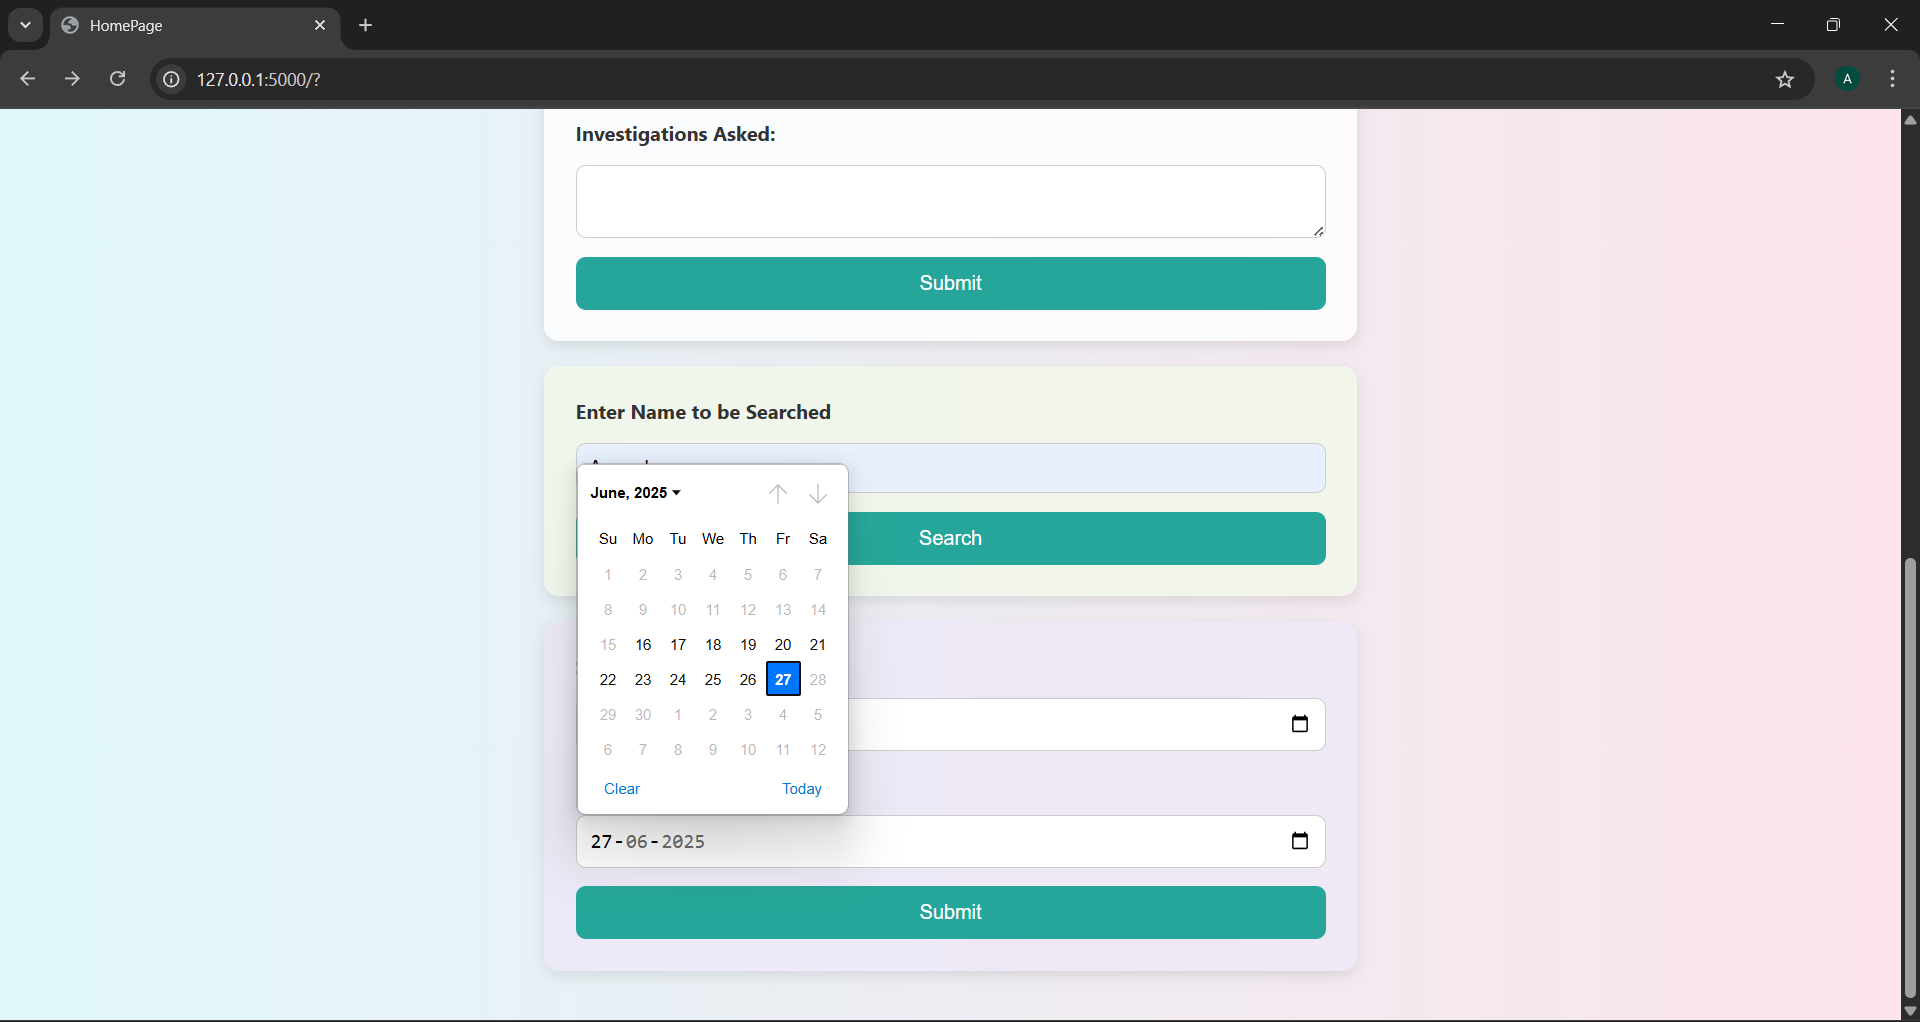 HomePage
127.0.0.1:5000/?
A
Investigations Asked:
Submit
Enter Name to be Searched
June, 2025
Su Mo Tu We Th Fr Sa
1 2 3 4 5 6 7
8 9 10 11 12 13 14
15 16 17 18 19 20 21
22 23 24 25 26 27 28
29 30 1 2 3 4 5
6 7 8 9 10 11 12
Clear Today
Search
27-06-2025
Submit